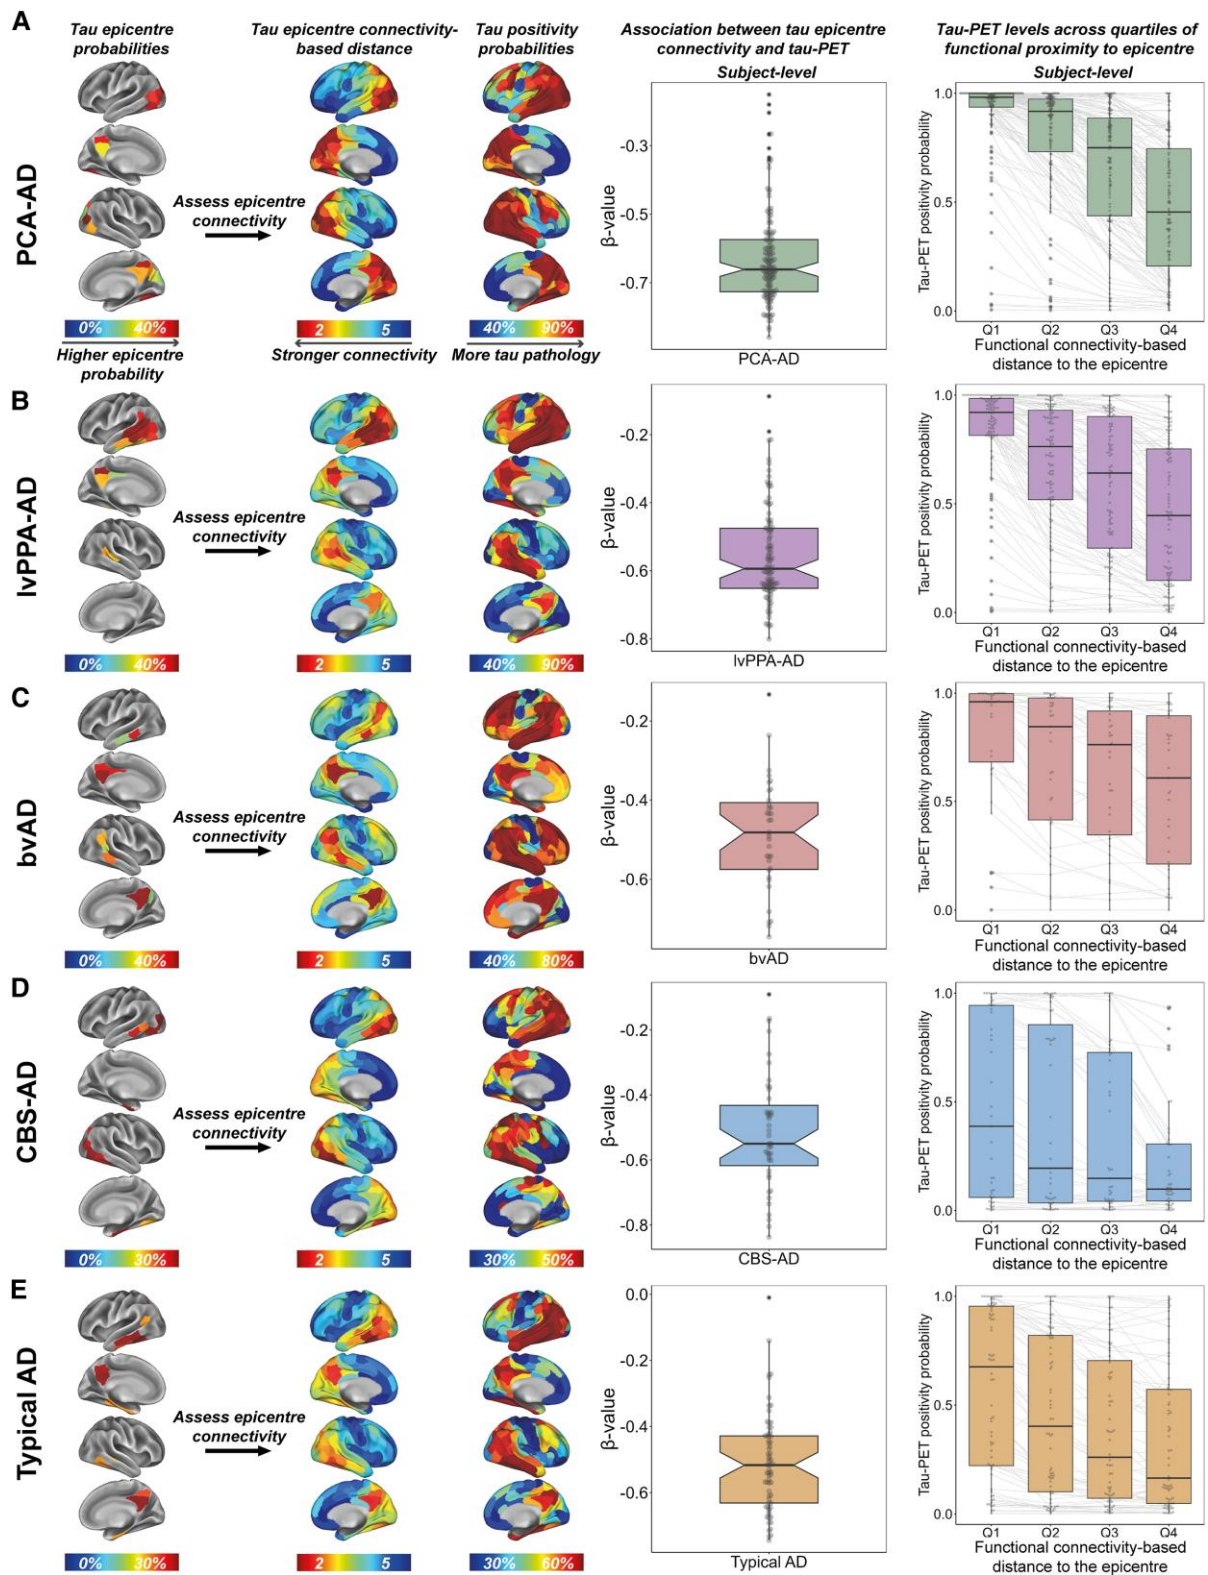 A
Tau epicentre
probabilities
Tau epicentre connectivity-
based distance
Tau positivity
probabilities
Association between tau epicentre
connectivity and tau-PET
Subject-level
Tau-PET levels across quartiles of
functional proximity to epicentre
Subject-level
PCA-AD
Assess epicentre
connectivity
0% 40%
2 5
40% 90%
Higher epicentre
probability
Stronger connectivity
More tau pathology
β-value
-0.3
-0.5
-0.7
PCA-AD
Tau-PET positivity probability
1.0
0.5
0.0
Q1 Q2 Q3 Q4
Functional connectivity-based
distance to the epicentre
B
lvPPA-AD
Assess epicentre
connectivity
0% 40%
2 5
40% 90%
β-value
-0.2
-0.4
-0.6
-0.8
lvPPA-AD
Tau-PET positivity probability
1.0
0.5
0.0
Q1 Q2 Q3 Q4
Functional connectivity-based
distance to the epicentre
C
bvAD
Assess epicentre
connectivity
0% 40%
2 5
40% 80%
β-value
-0.2
-0.4
-0.6
bvAD
Tau-PET positivity probability
1.0
0.5
0.0
Q1 Q2 Q3 Q4
Functional connectivity-based
distance to the epicentre
D
CBS-AD
Assess epicentre
connectivity
0% 30%
2 5
30% 50%
β-value
-0.2
-0.4
-0.6
-0.8
CBS-AD
Tau-PET positivity probability
1.0
0.5
0.0
Q1 Q2 Q3 Q4
Functional connectivity-based
distance to the epicentre
E
Typical AD
Assess epicentre
connectivity
0% 30%
2 5
30% 60%
β-value
0.0
-0.2
-0.4
-0.6
Typical AD
Tau-PET positivity probability
1.0
0.5
0.0
Q1 Q2 Q3 Q4
Functional connectivity-based
distance to the epicentre